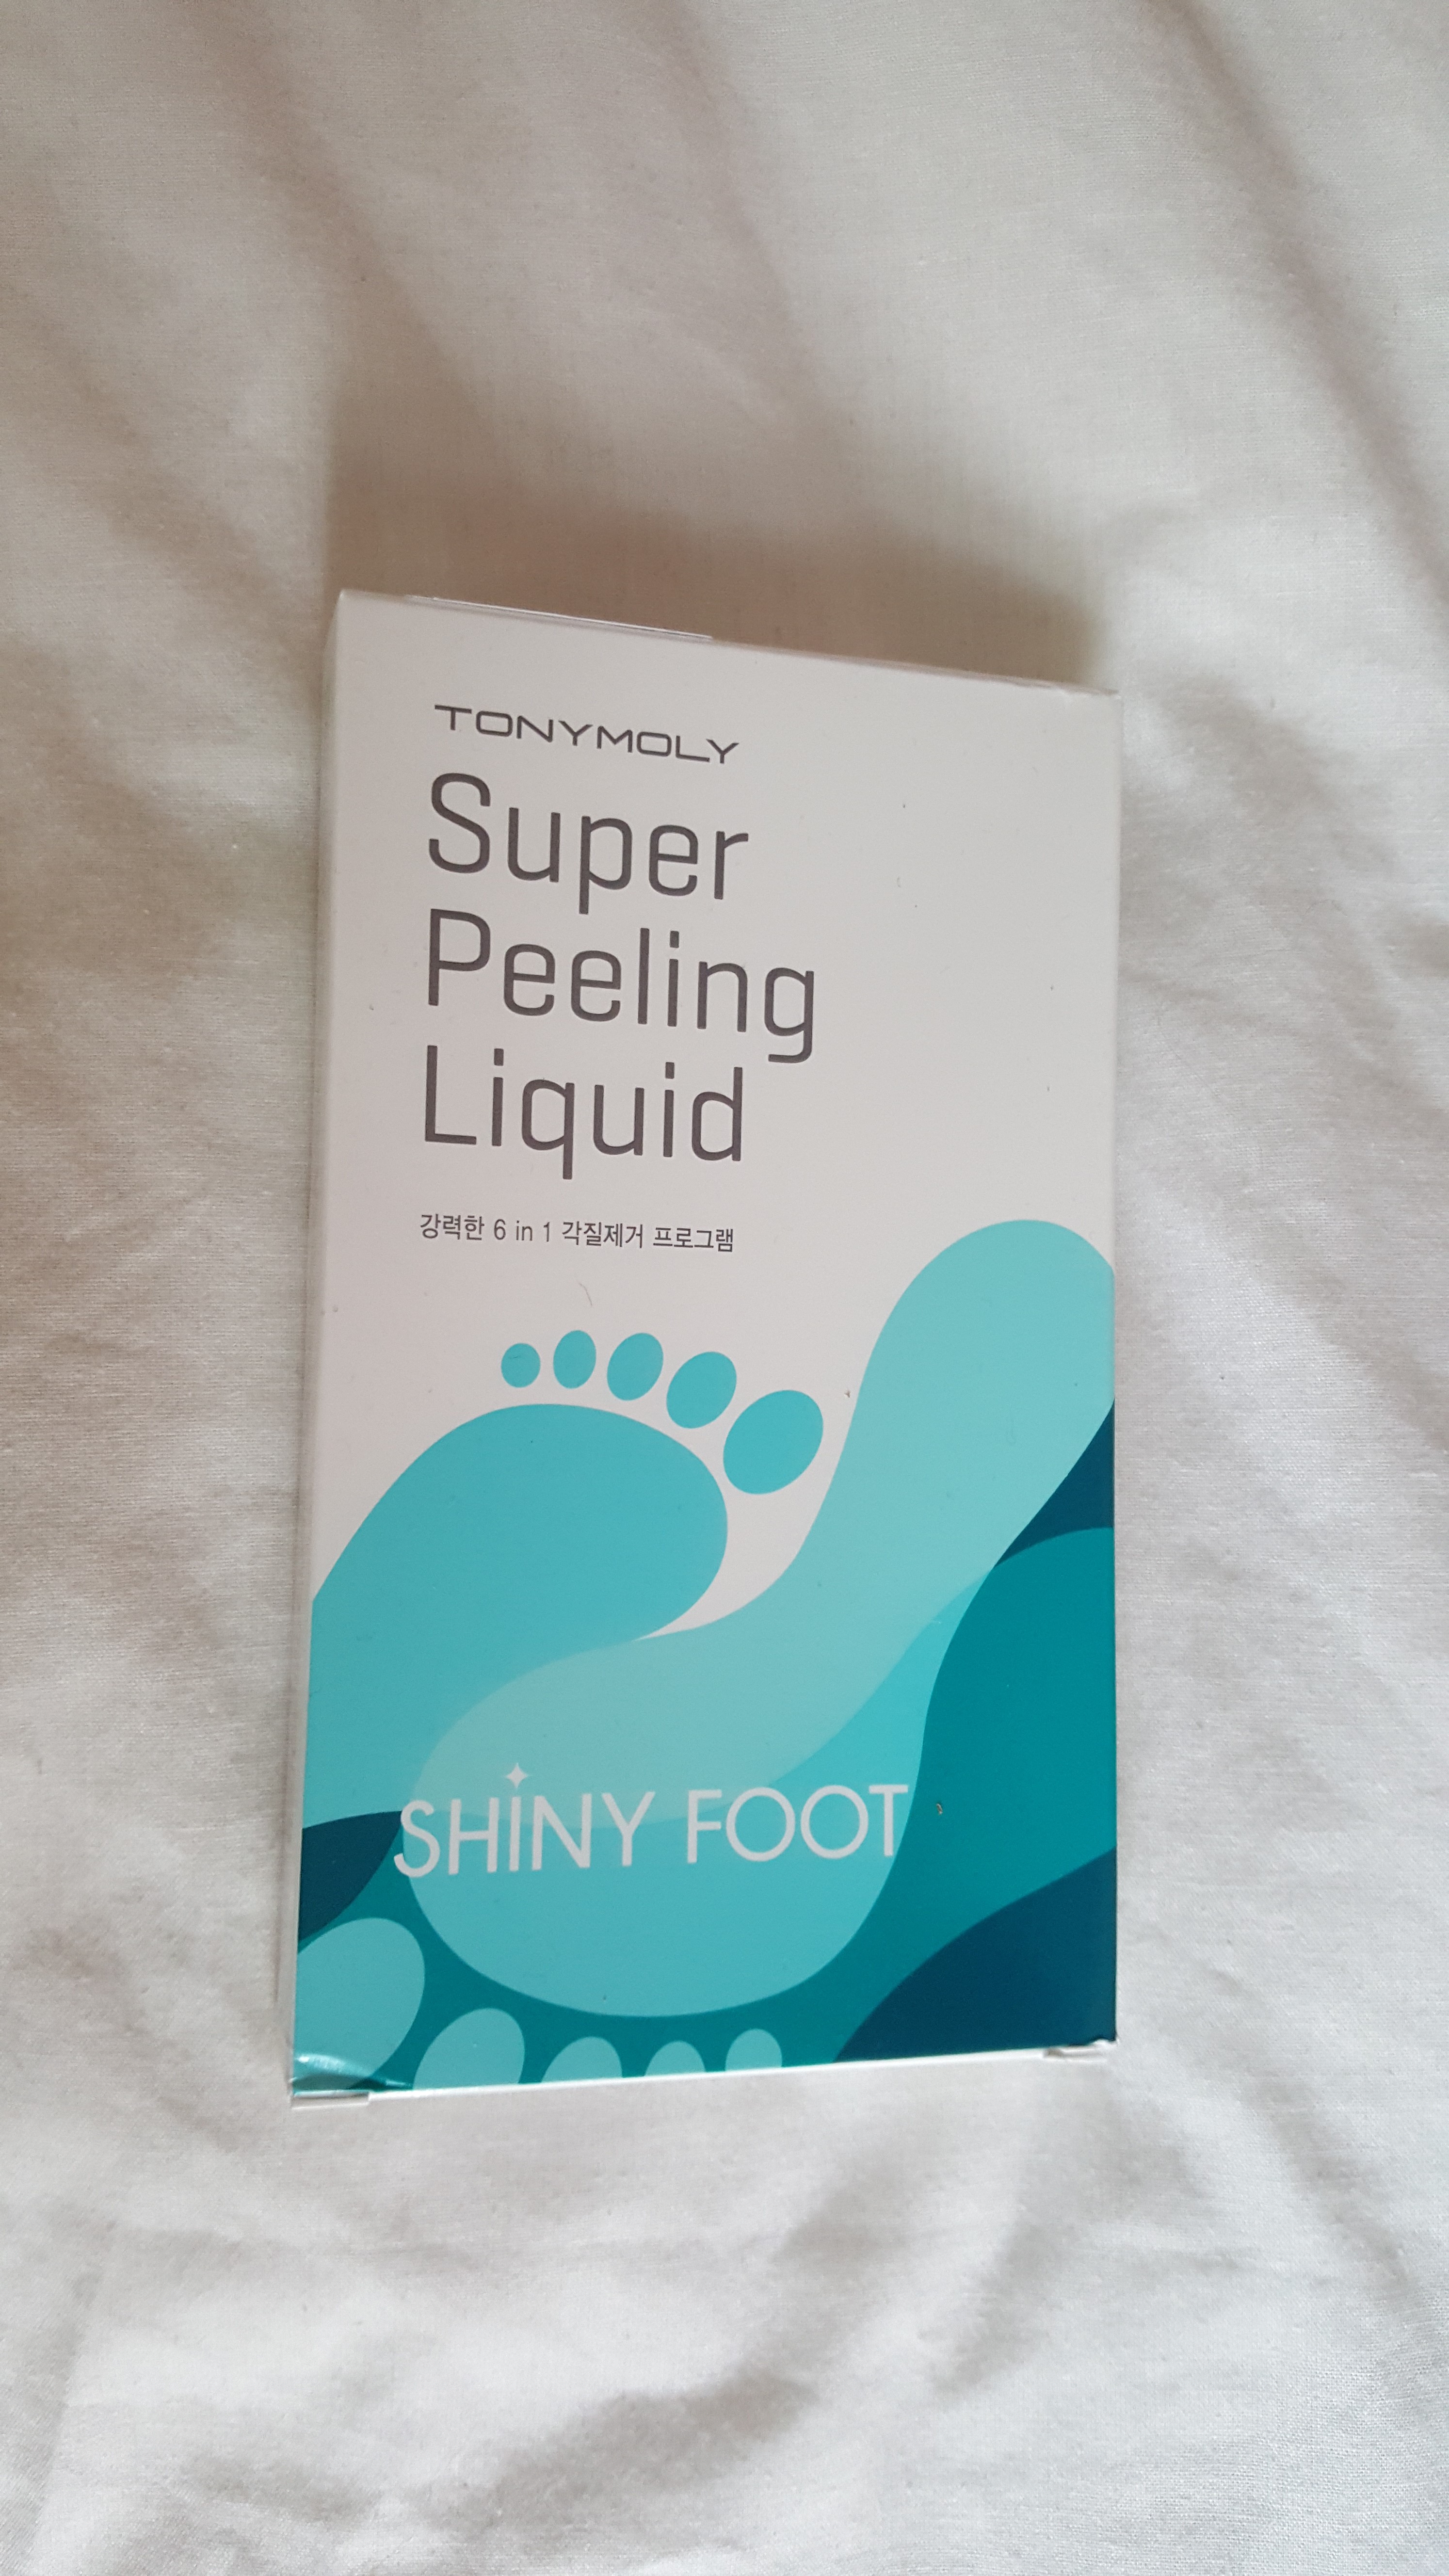 TONYMOLY
Super
Peeling
Liquid
강력한 6 in 1 각질제거 프로그램
SHINY FOOT